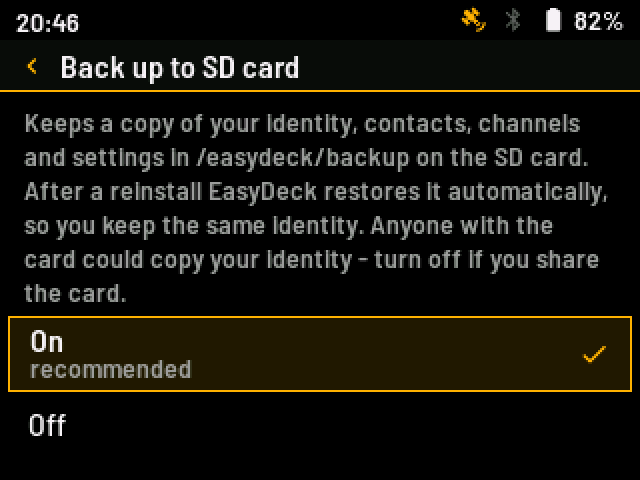 20:46
82%
Back up to SD card
Keeps a copy of your identity, contacts, channels
and settings in /easydeck/backup on the SD card.
After a reinstall EasyDeck restores it automatically,
so you keep the same identity. Anyone with the
card could copy your identity - turn off if you share
the card.
On
recommended
Off